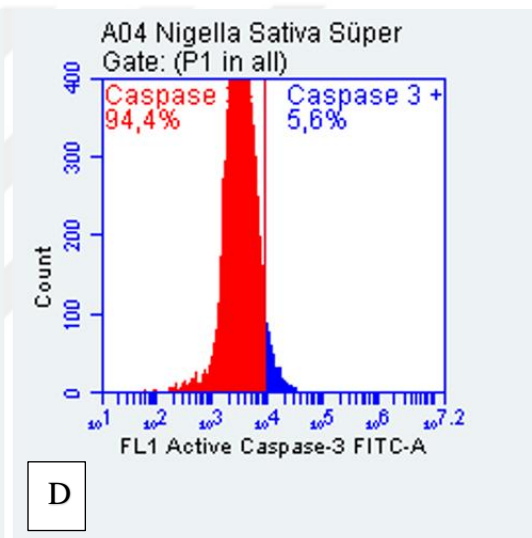 A04 Nigella Sativa Süper
Gate: (P1 in all)
Caspase
94,4%
Caspase 3 +
5,6%
400
300
200
100
0
Count
10^1 10^2 10^3 10^4 10^5 10^6 10^7.2
FL1 Active Caspase-3 FITC-A
D